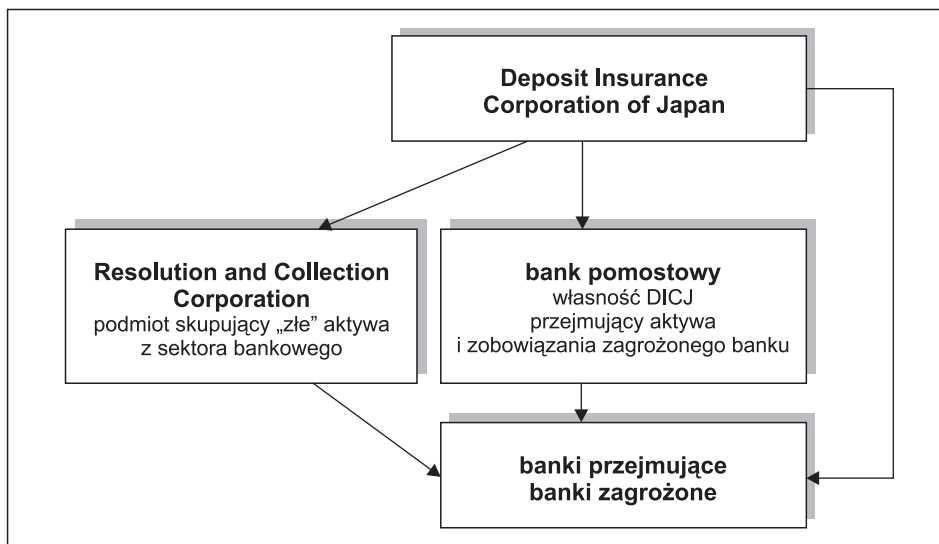 Deposit Insurance
Corporation of Japan
Resolution and Collection
Corporation
podmiot skupujący „złe” aktywa
z sektora bankowego
bank pomostowy
własność DICJ
przejmujący aktywa
i zobowiązania zagrożonego banku
banki przejmujące
banki zagrożone